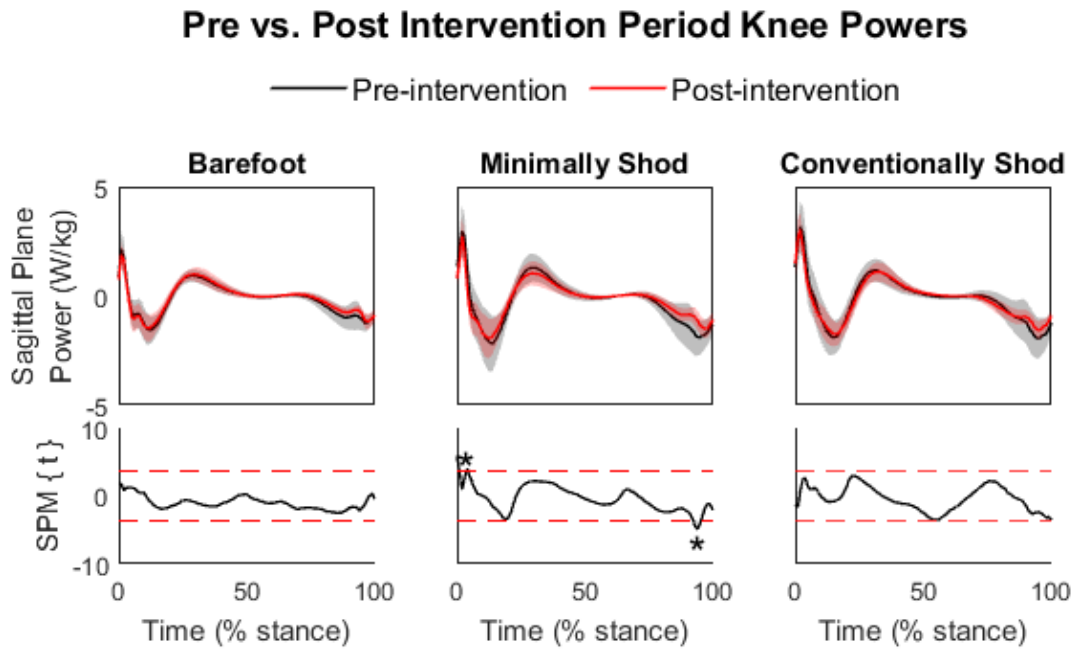 Pre vs. Post Intervention Period Knee Powers
Pre-intervention Post-intervention
Barefoot Minimally Shod Conventionally Shod
Sagittal Plane
Power (W/kg)
5
0
-5
SPM { t }
10
0
-10
* *
0 50 100 0 50 100 0 50 100
Time (% stance) Time (% stance) Time (% stance)